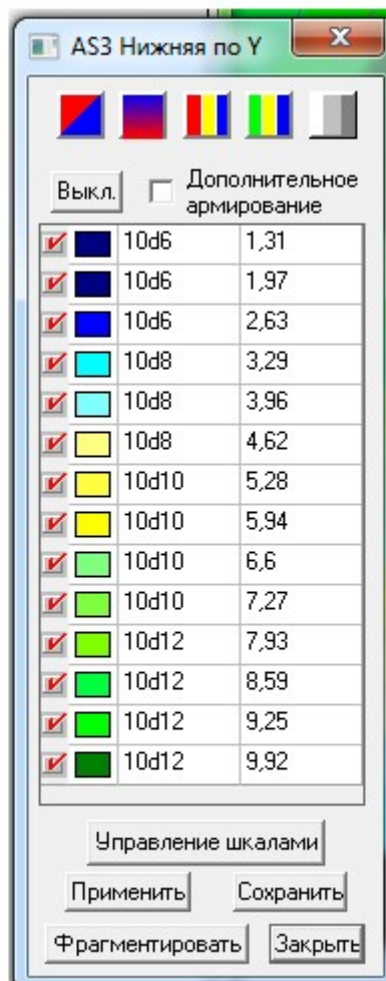 AS3 Нижняя по Y
Выкл.
Дополнительное
армирование
10d6 1,31
10d6 1,97
10d6 2,63
10d8 3,29
10d8 3,96
10d8 4,62
10d10 5,28
10d10 5,94
10d10 6,6
10d10 7,27
10d12 7,93
10d12 8,59
10d12 9,25
10d12 9,92
Управление шкалами
Применить Сохранить
Фрагментировать Закрыть